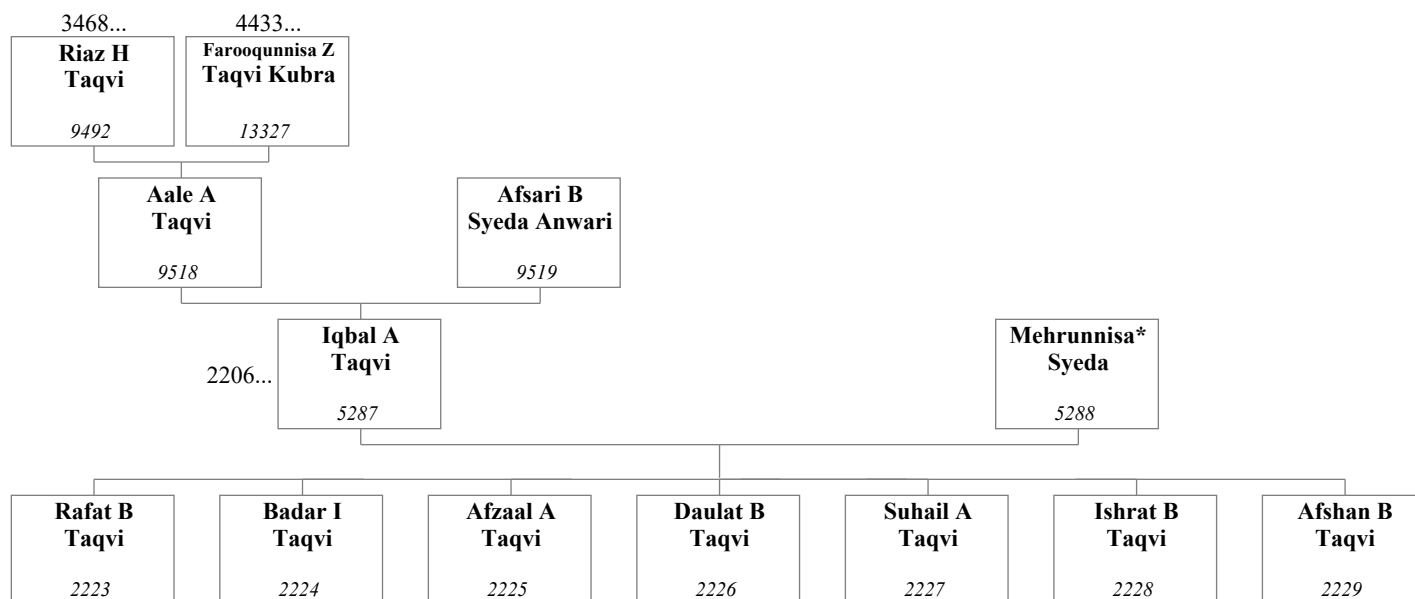 3468...
4433...
Riaz H
Taqvi
9492
Farooqunnisa Z
Taqvi Kubra
13327
Aale A
Taqvi
9518
Afsari B
Syeda Anwari
9519
2206...
Iqbal A
Taqvi
5287
Mehrunnisa*
Syeda
5288
Rafat B
Taqvi
2223
Badar I
Taqvi
2224
Afzaal A
Taqvi
2225
Daulat B
Taqvi
2226
Suhail A
Taqvi
2227
Ishrat B
Taqvi
2228
Afshan B
Taqvi
2229